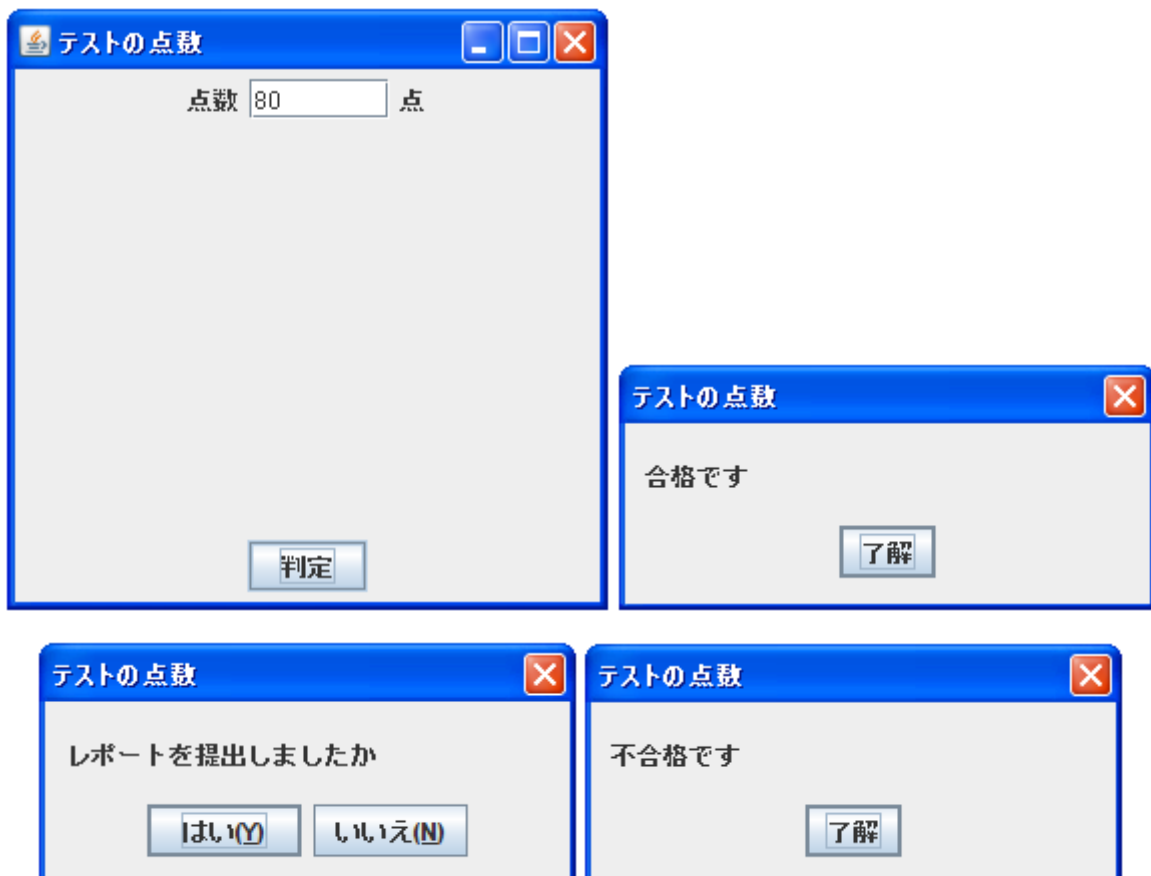 テストの点数
点数 80 点
判定
テストの点数
合格です
了解
テストの点数
レポートを提出しましたか
はい(Y) いいえ(N)
テストの点数
不合格です
了解